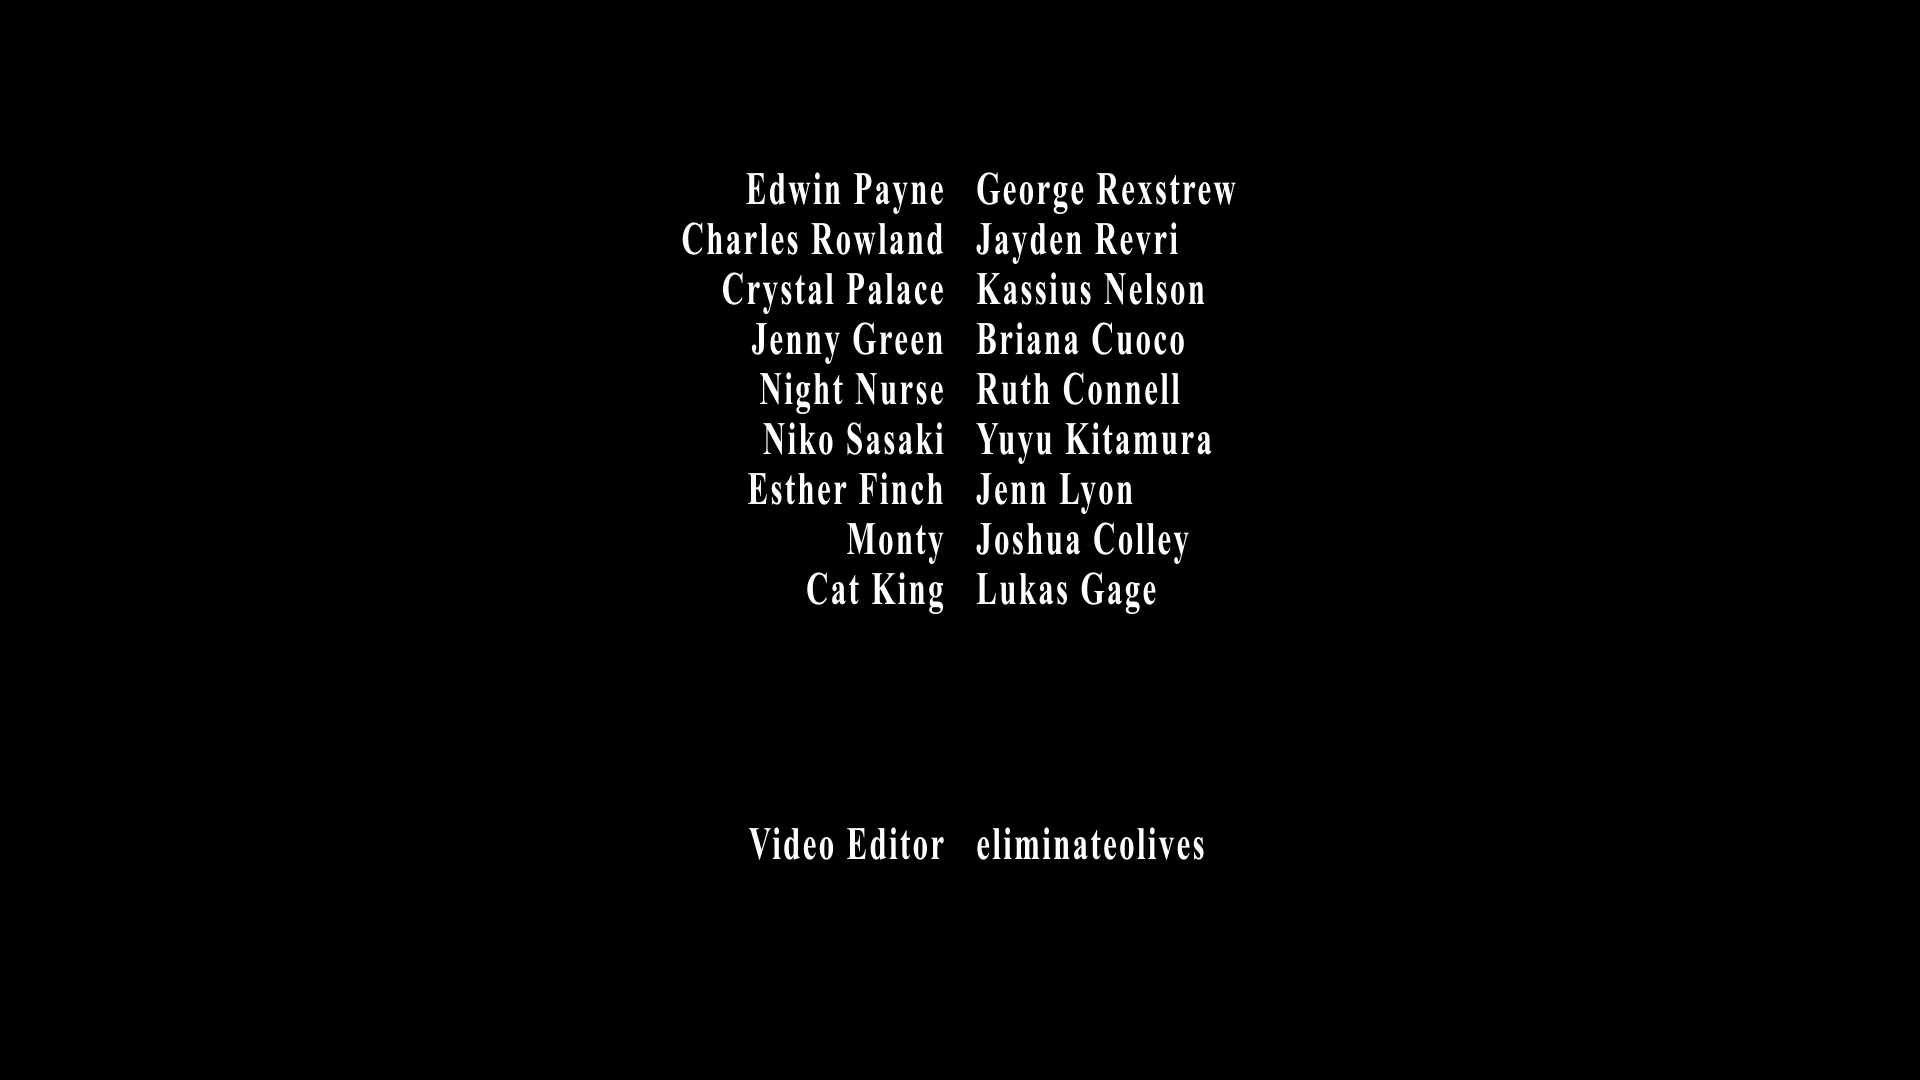 Edwin Payne George Rexstrew
Charles Rowland Jayden Revri
Crystal Palace Kassius Nelson
Jenny Green Briana Cuoco
Night Nurse Ruth Connell
Niko Sasaki Yuyu Kitamura
Esther Finch Jenn Lyon
Monty Joshua Colley
Cat King Lukas Gage
Video Editor eliminateolives